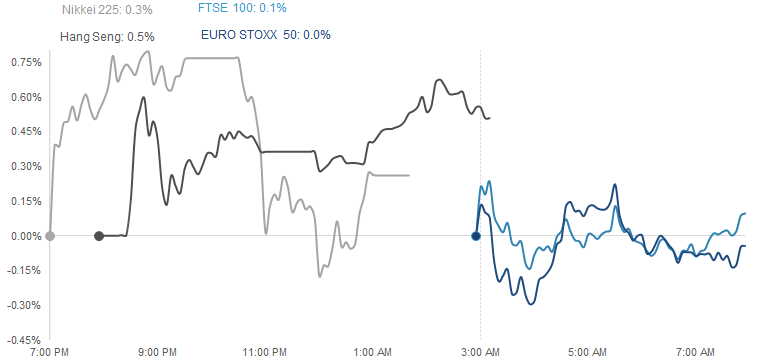 Nikkei 225: 0.3%
FTSE 100: 0.1%
Hang Seng: 0.5%
EURO STOXX 50: 0.0%
0.75%
0.60%
0.45%
0.30%
0.15%
0.00%
-0.15%
-0.30%
-0.45%
7:00 PM 9:00 PM 11:00 PM 1:00 AM 3:00 AM 5:00 AM 7:00 AM